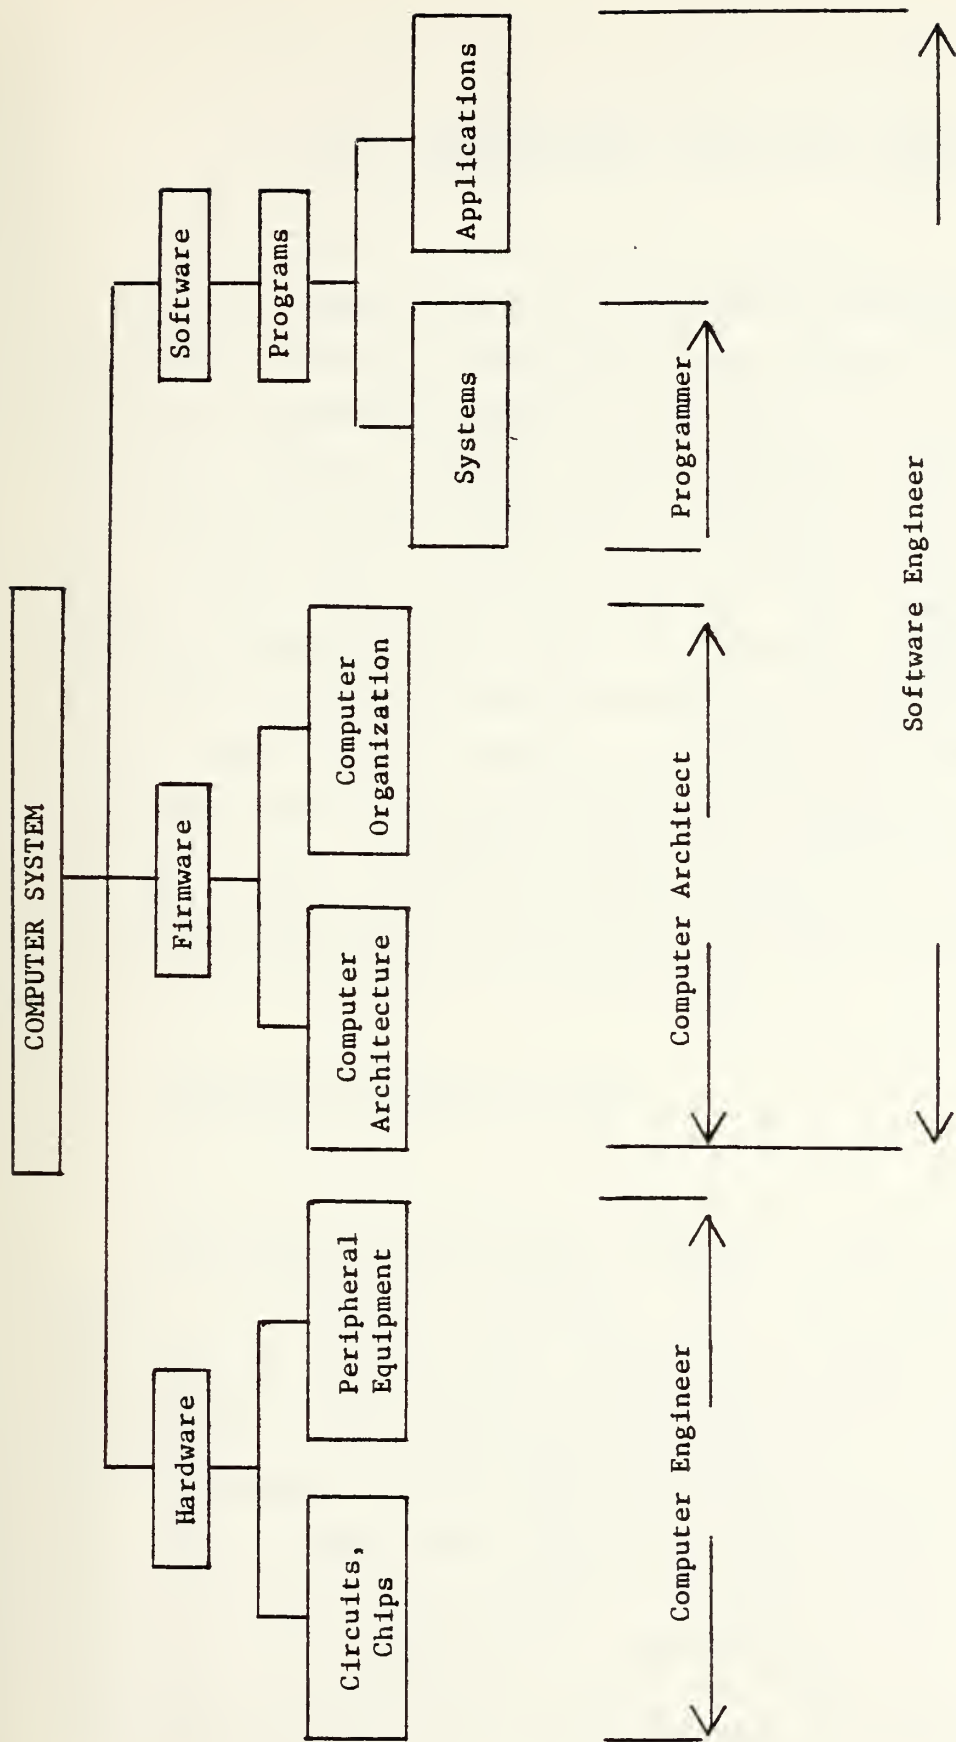 COMPUTER SYSTEM
Hardware
Firmware
Software
Programs
Circuits,
Chips
Peripheral
Equipment
Computer
Architecture
Computer
Organization
Systems
Applications
Computer Engineer
Computer Architect
Programmer
Software Engineer